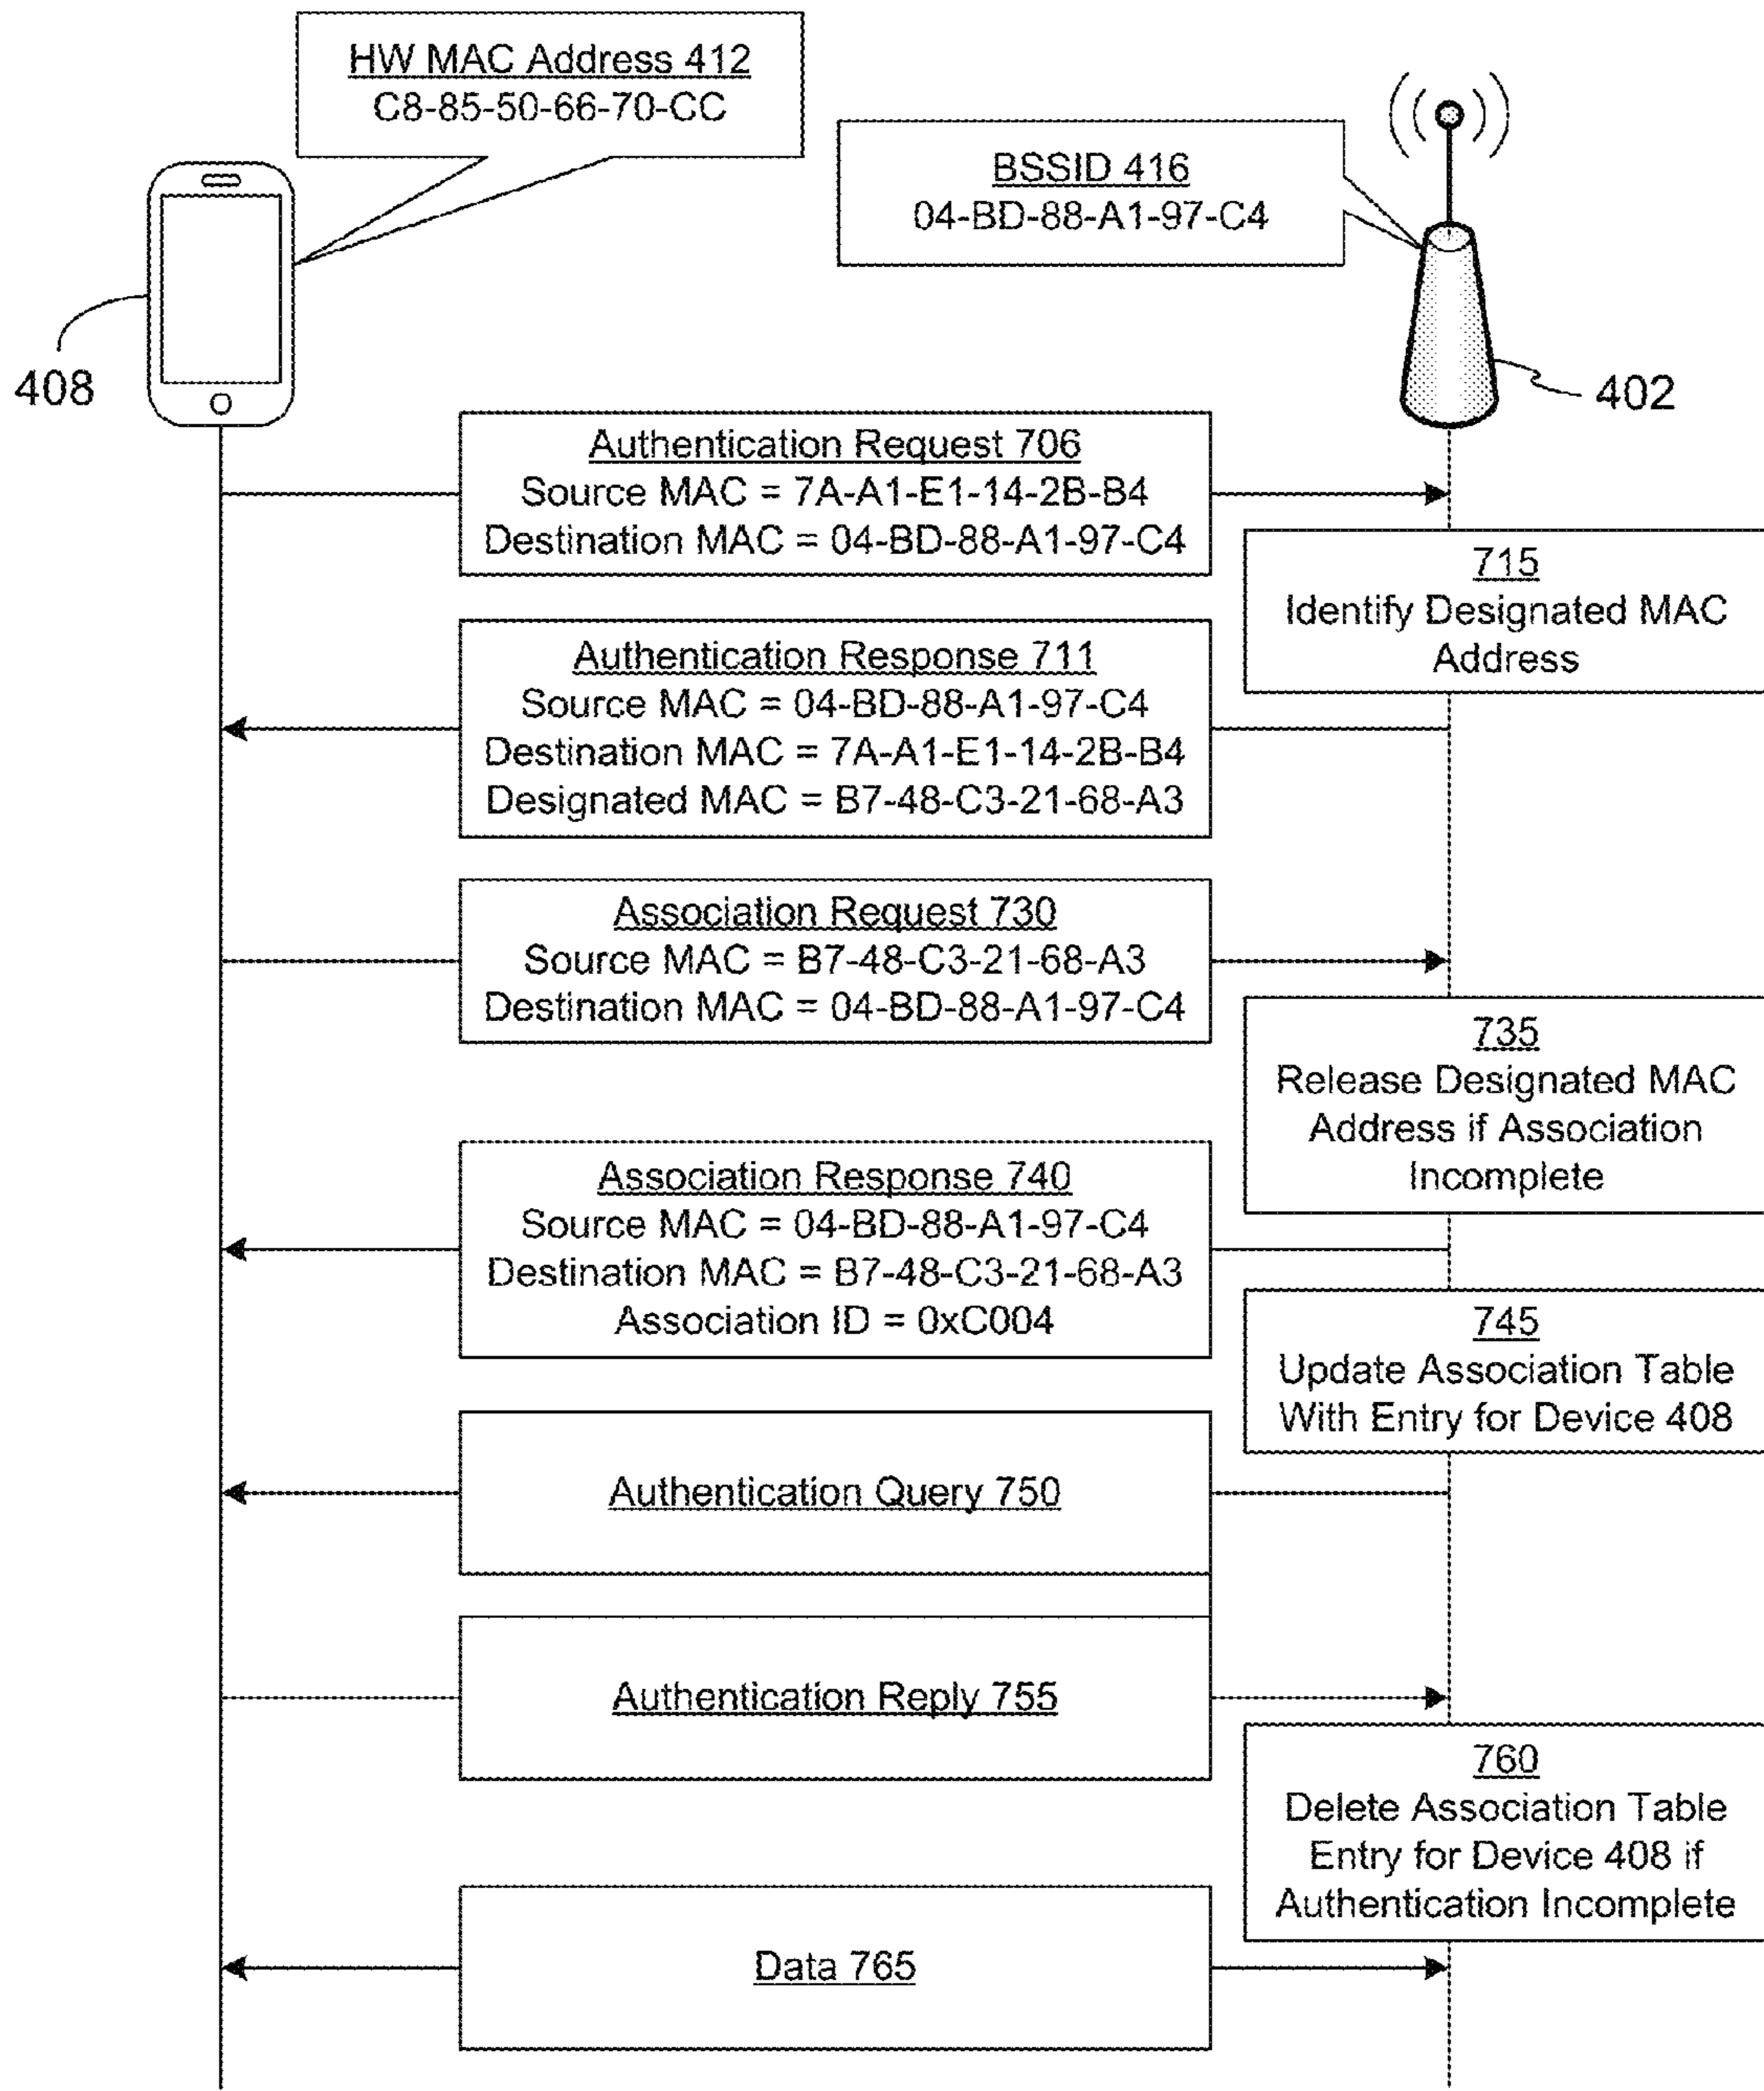 HW MAC Address 412
C8-85-50-66-70-CC
BSSID 416
04-BD-88-A1-97-C4
408
402
Authentication Request 706
Source MAC = 7A-A1-E1-14-2B-B4
Destination MAC = 04-BD-88-A1-97-C4
715
Identify Designated MAC
Address
Authentication Response 711
Source MAC = 04-BD-88-A1-97-C4
Destination MAC = 7A-A1-E1-14-2B-B4
Designated MAC = B7-48-C3-21-68-A3
Association Request 730
Source MAC = B7-48-C3-21-68-A3
Destination MAC = 04-BD-88-A1-97-C4
735
Release Designated MAC
Address if Association
Incomplete
Association Response 740
Source MAC = 04-BD-88-A1-97-C4
Destination MAC = B7-48-C3-21-68-A3
Association ID = 0xC004
745
Update Association Table
With Entry for Device 408
Authentication Query 750
Authentication Reply 755
760
Delete Association Table
Entry for Device 408 if
Authentication Incomplete
Data 765